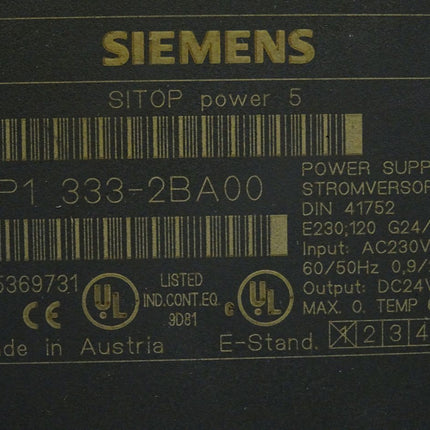 SIEMENS
SITOP power 5
P1 333-2BA00
POWER SUPP
STROMVERSOR
DIN 41752
E230;120 G24/
Input: AC230V
60/50Hz 0,9/
Output: DC24V
MAX. O. TEMP
5369731
CE
UL
LISTED
IND.CONT.EQ.
9D81
c UL
de in Austria
E-Stand. 1 2 3 4